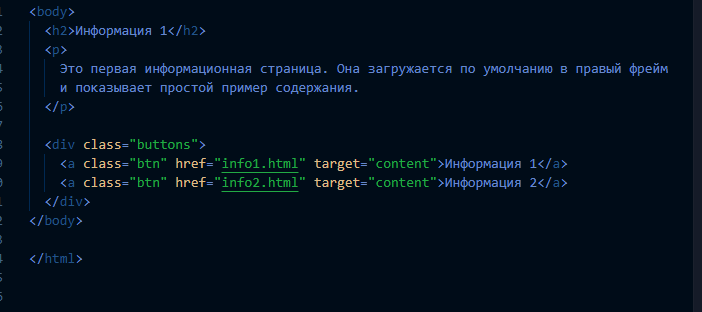 <body>
<h2>Информация 1</h2>
<p>
Это первая информационная страница. Она загружается по умолчанию в правый фрейм
и показывает простой пример содержания.
</p>
<div class="buttons">
<a class="btn" href="info1.html" target="content">Информация 1</a>
<a class="btn" href="info2.html" target="content">Информация 2</a>
</div>
</body>
</html>